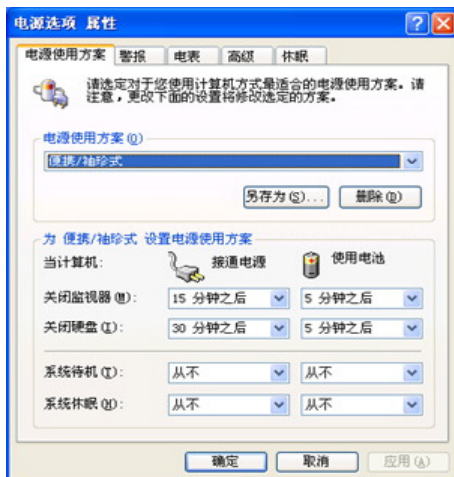 电源选项 属性
电源使用方案 警报 电表 高级 休眠
请选定对于您使用计算机方式最适合的电源使用方案。请
注意，更改下面的设置将修改选定的方案。
电源使用方案(O)
便携/袖珍式
另存为(S)... 删除(D)
为 便携/袖珍式 设置电源使用方案
当计算机: 接通电源 使用电池
关闭监视器(M): 15 分钟之后 5 分钟之后
关闭硬盘(I): 30 分钟之后 5 分钟之后
系统待机(T): 从不 从不
系统休眠(H): 从不 从不
确定 取消 应用(A)